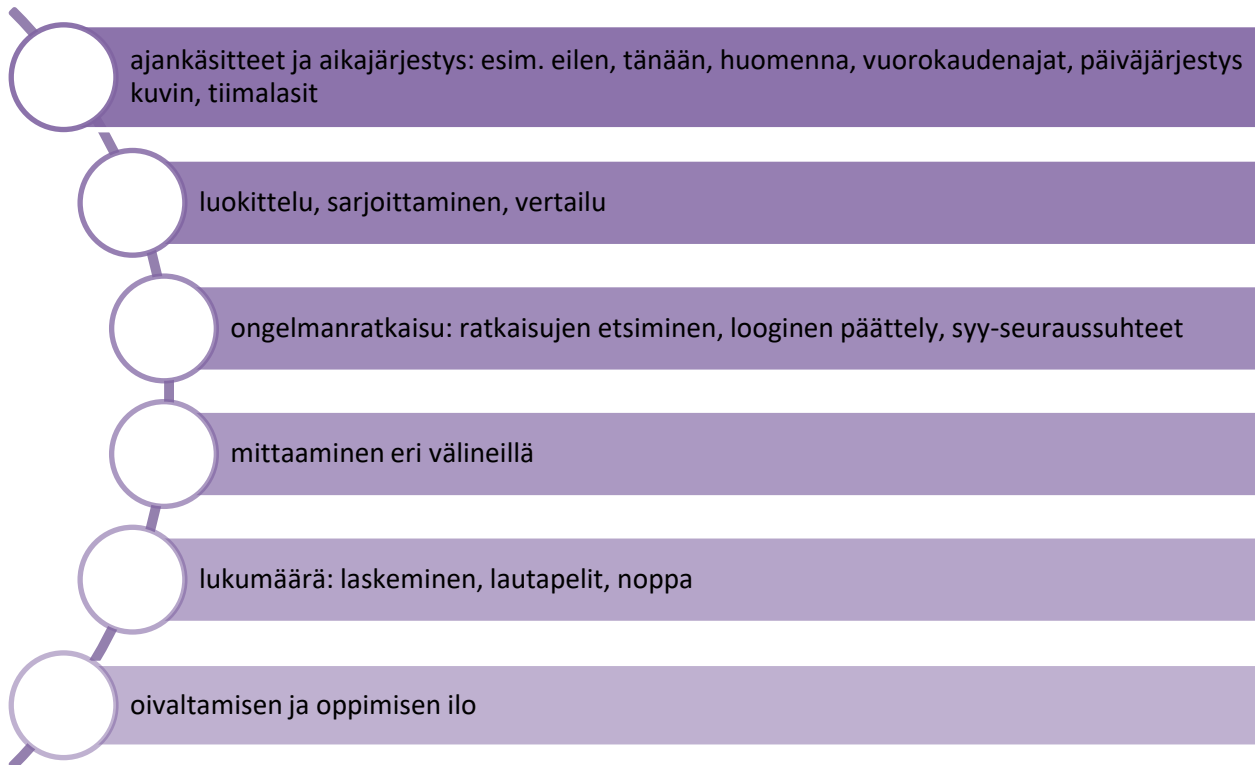 ajankäsitteet ja aikajärjestys: esim. eilen, tänään, huomenna, vuorokaudenajat, päiväjärjestys
kuvin, tiimalasit
luokittelu, sarjoittaminen, vertailu
ongelmanratkaisu: ratkaisujen etsiminen, looginen päättely, syy-seuraussuhteet
mittaaminen eri välineillä
lukumäärä: laskeminen, lautapelit, noppa
oivaltamisen ja oppimisen ilo